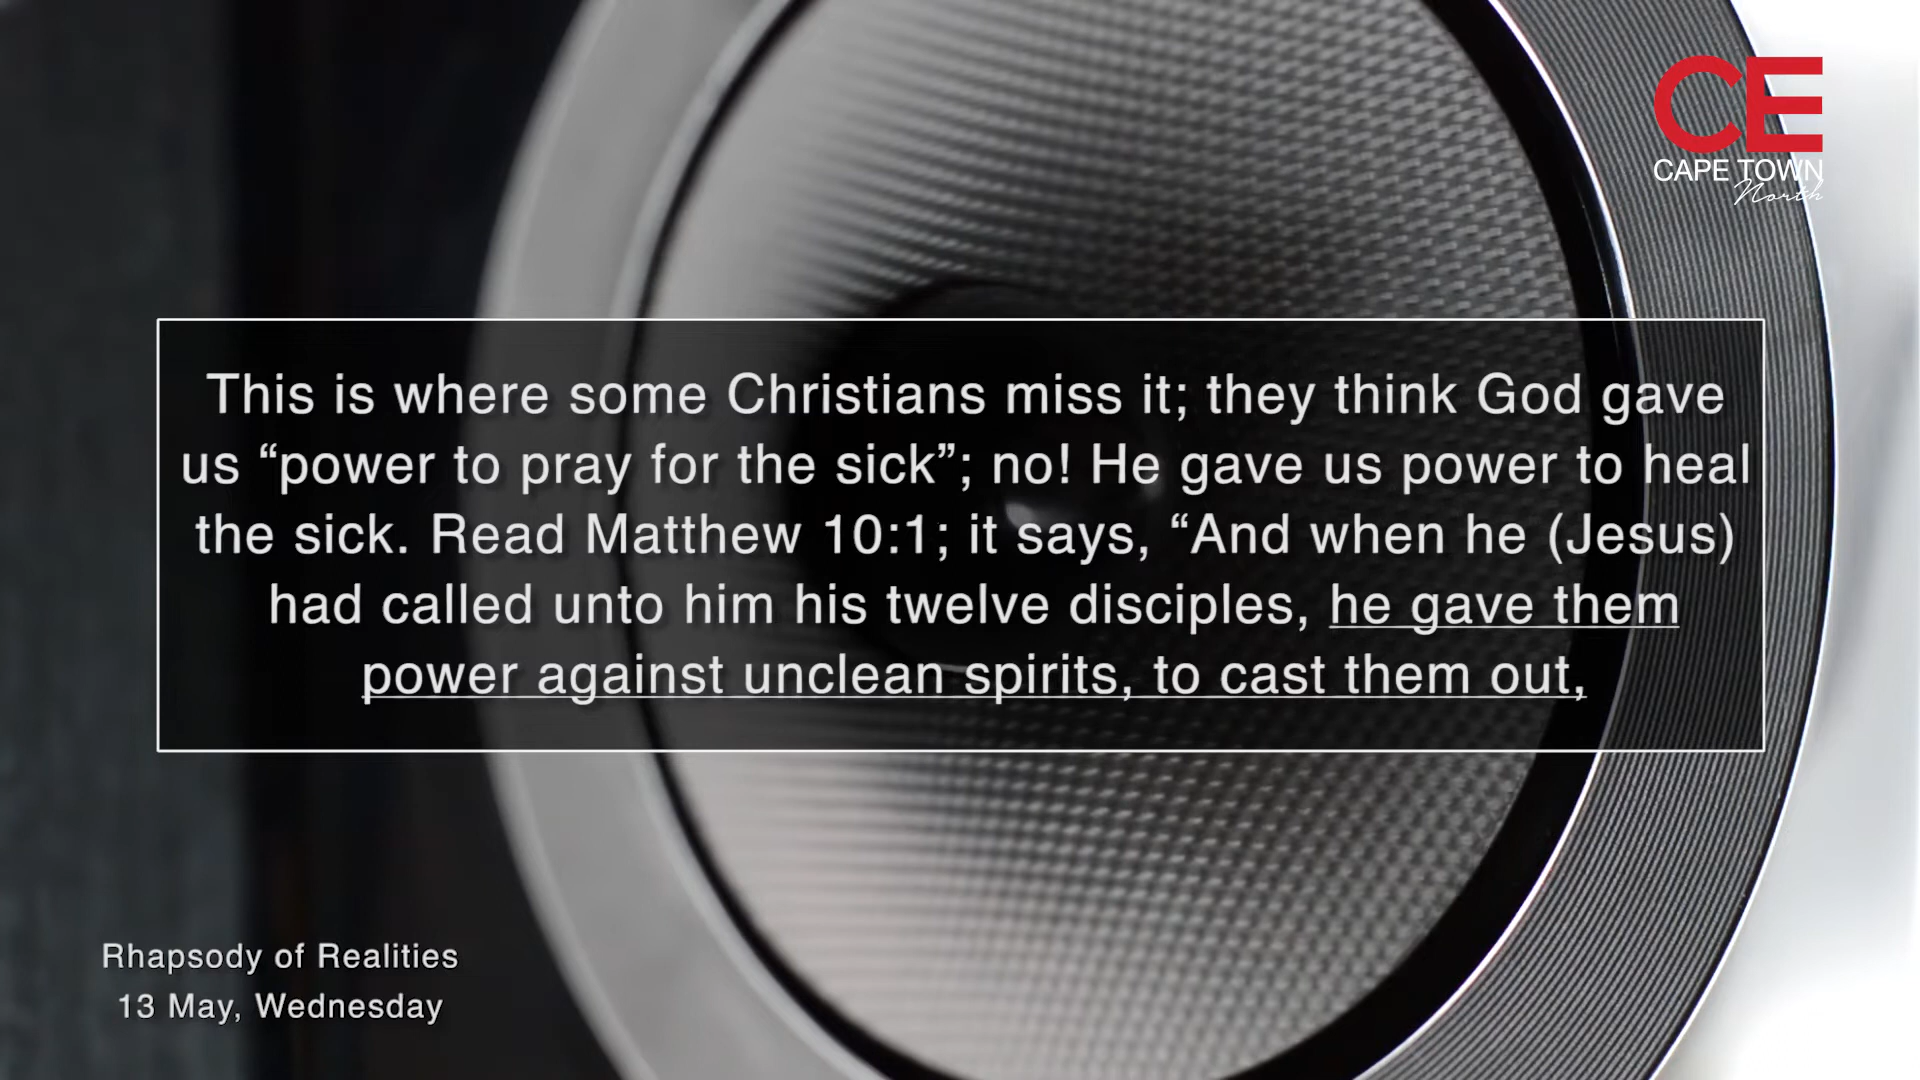 CE
CAPE TOWN
North
This is where some Christians miss it; they think God gave
us “power to pray for the sick”; no! He gave us power to heal
the sick. Read Matthew 10:1; it says, “And when he (Jesus)
had called unto him his twelve disciples, he gave them
power against unclean spirits, to cast them out,
Rhapsody of Realities
13 May, Wednesday